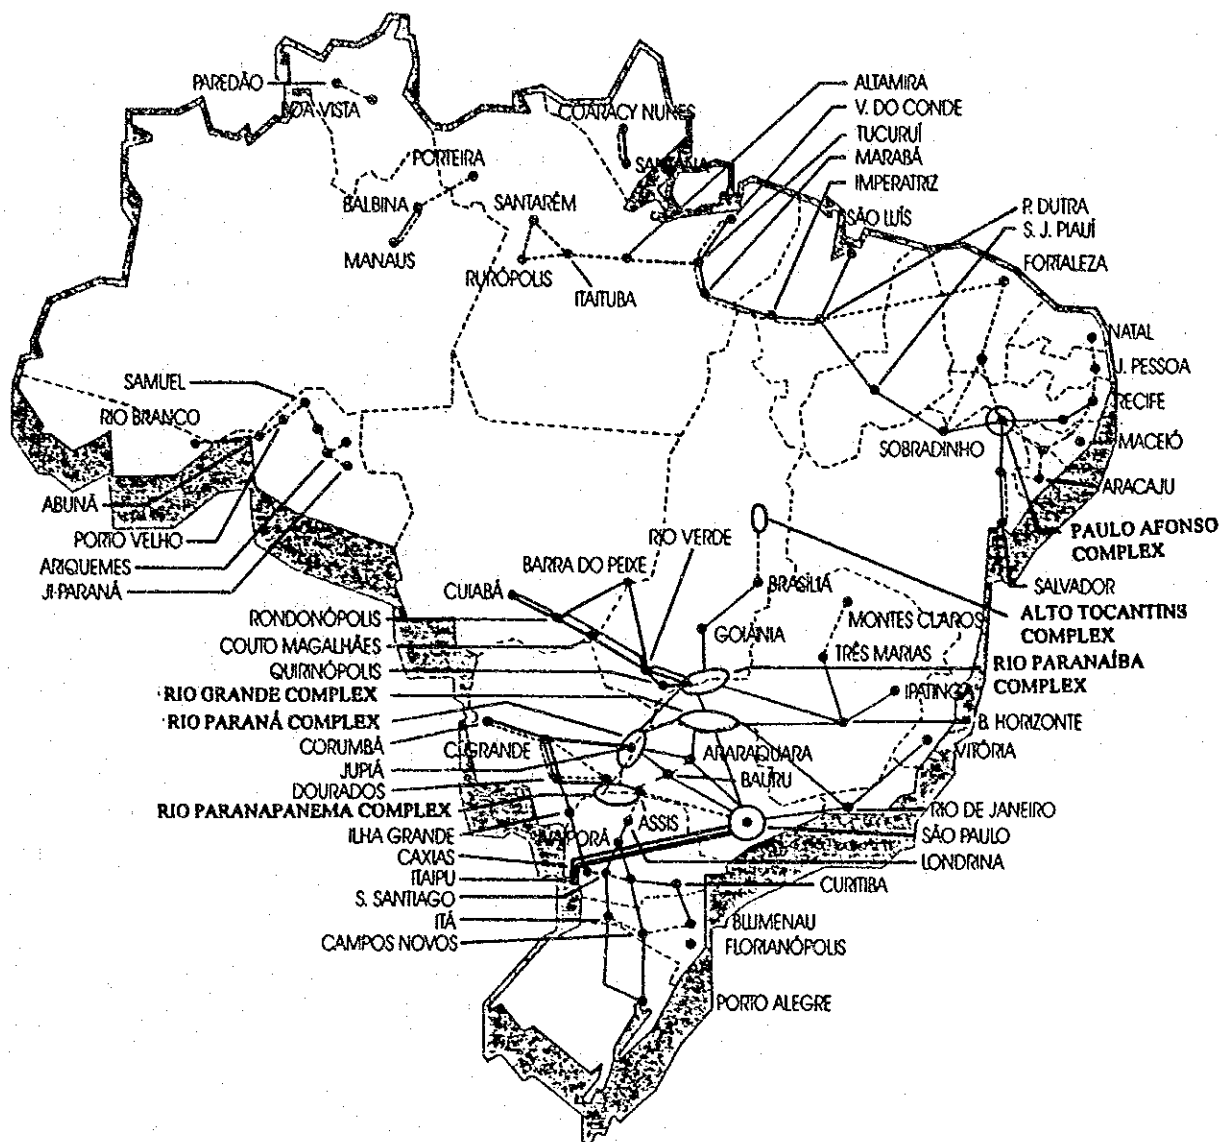 PAREDÃO
BOA VISTA
COARACY NUNES
SANTANA
ALTAMIRA
V. DO CONDE
TUCURUÍ
MARABÁ
IMPERATRIZ
PORTEIRA
BALBINA
SANTARÉM
MANAUS
RURÓPOLIS
ITAITUBA
SÃO LUÍS
P. DUTRA
S. J. PIAUÍ
FORTALEZA
NATAL
J. PESSOA
RECIFE
MACEIÓ
ARACAJU
SOBRADINHO
PAULO AFONSO
COMPLEX
SALVADOR
ALTO TOCANTINS
COMPLEX
SAMUEL
RIO BRANCO
ABUNÃ
PORTO VELHO
ARIQUEMES
JI-PARANÁ
RIO VERDE
BARRA DO PEIXE
CUIABÁ
BRASÍLIA
MONTES CLAROS
RONDONÓPOLIS
COUTO MAGALHÃES
GOIÂNIA
TRÊS MARIAS
QUIRINÓPOLIS
RIO PARANAÍBA
COMPLEX
RIO GRANDE COMPLEX
IPATINGA
RIO PARANÁ COMPLEX
B. HORIZONTE
CORUMBÁ
C. GRANDE
ARARAQUARA
VITÓRIA
JUPIÁ
BAURU
DOURADOS
RIO PARANAPANEMA COMPLEX
RIO DE JANEIRO
ILHA GRANDE
IVAIPORÃ
ASSIS
SÃO PAULO
CAXIAS
LONDRINA
ITAIPU
CURITIBA
S. SANTIAGO
ITÁ
BLUMENAU
CAMPOS NOVOS
FLORIANÓPOLIS
PORTO ALEGRE